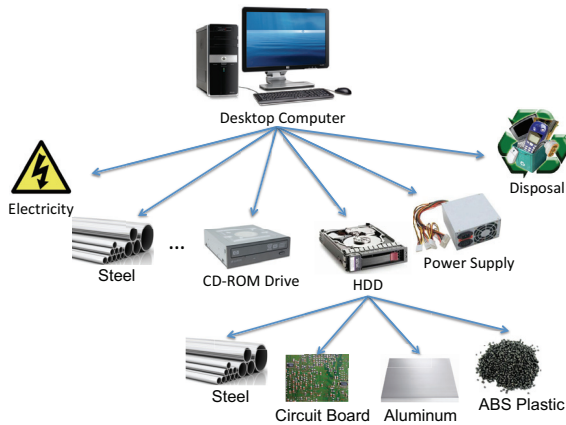 Desktop Computer
Electricity
Disposal
Steel
...
CD-ROM Drive
HDD
Power Supply
Steel
Circuit Board
Aluminum
ABS Plastic